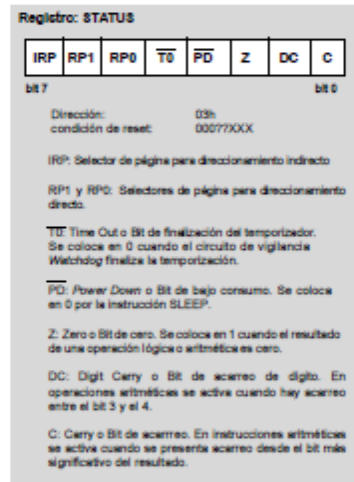 Registro: STATUS
IRP RP1 RP0 T0 PD Z DC C
bit 7 bit 0
Dirección: 03h
condición de reset: 000??XXX
IRP: Selector de página para direccionamiento indirecto
RP1 y RP0: Selectores de página para direccionamiento
directo.
T0: Time Out o Bit de finalización del temporizador.
Se coloca en 0 cuando el circuito de vigilancia
Watchdog finaliza la temporización.
PD: Power Down o Bit de bajo consumo. Se coloca
en 0 por la instrucción SLEEP.
Z: Zero o Bit de cero. Se coloca en 1 cuando el resultado
de una operación lógica o aritmética es cero.
DC: Digit Carry o Bit de acarreo de dígito. En
operaciones aritméticas se activa cuando hay acarreo
entre el bit 3 y el 4.
C: Carry o Bit de acarreo. En instrucciones aritméticas
se activa cuando se presenta acarreo desde el bit más
significativo del resultado.